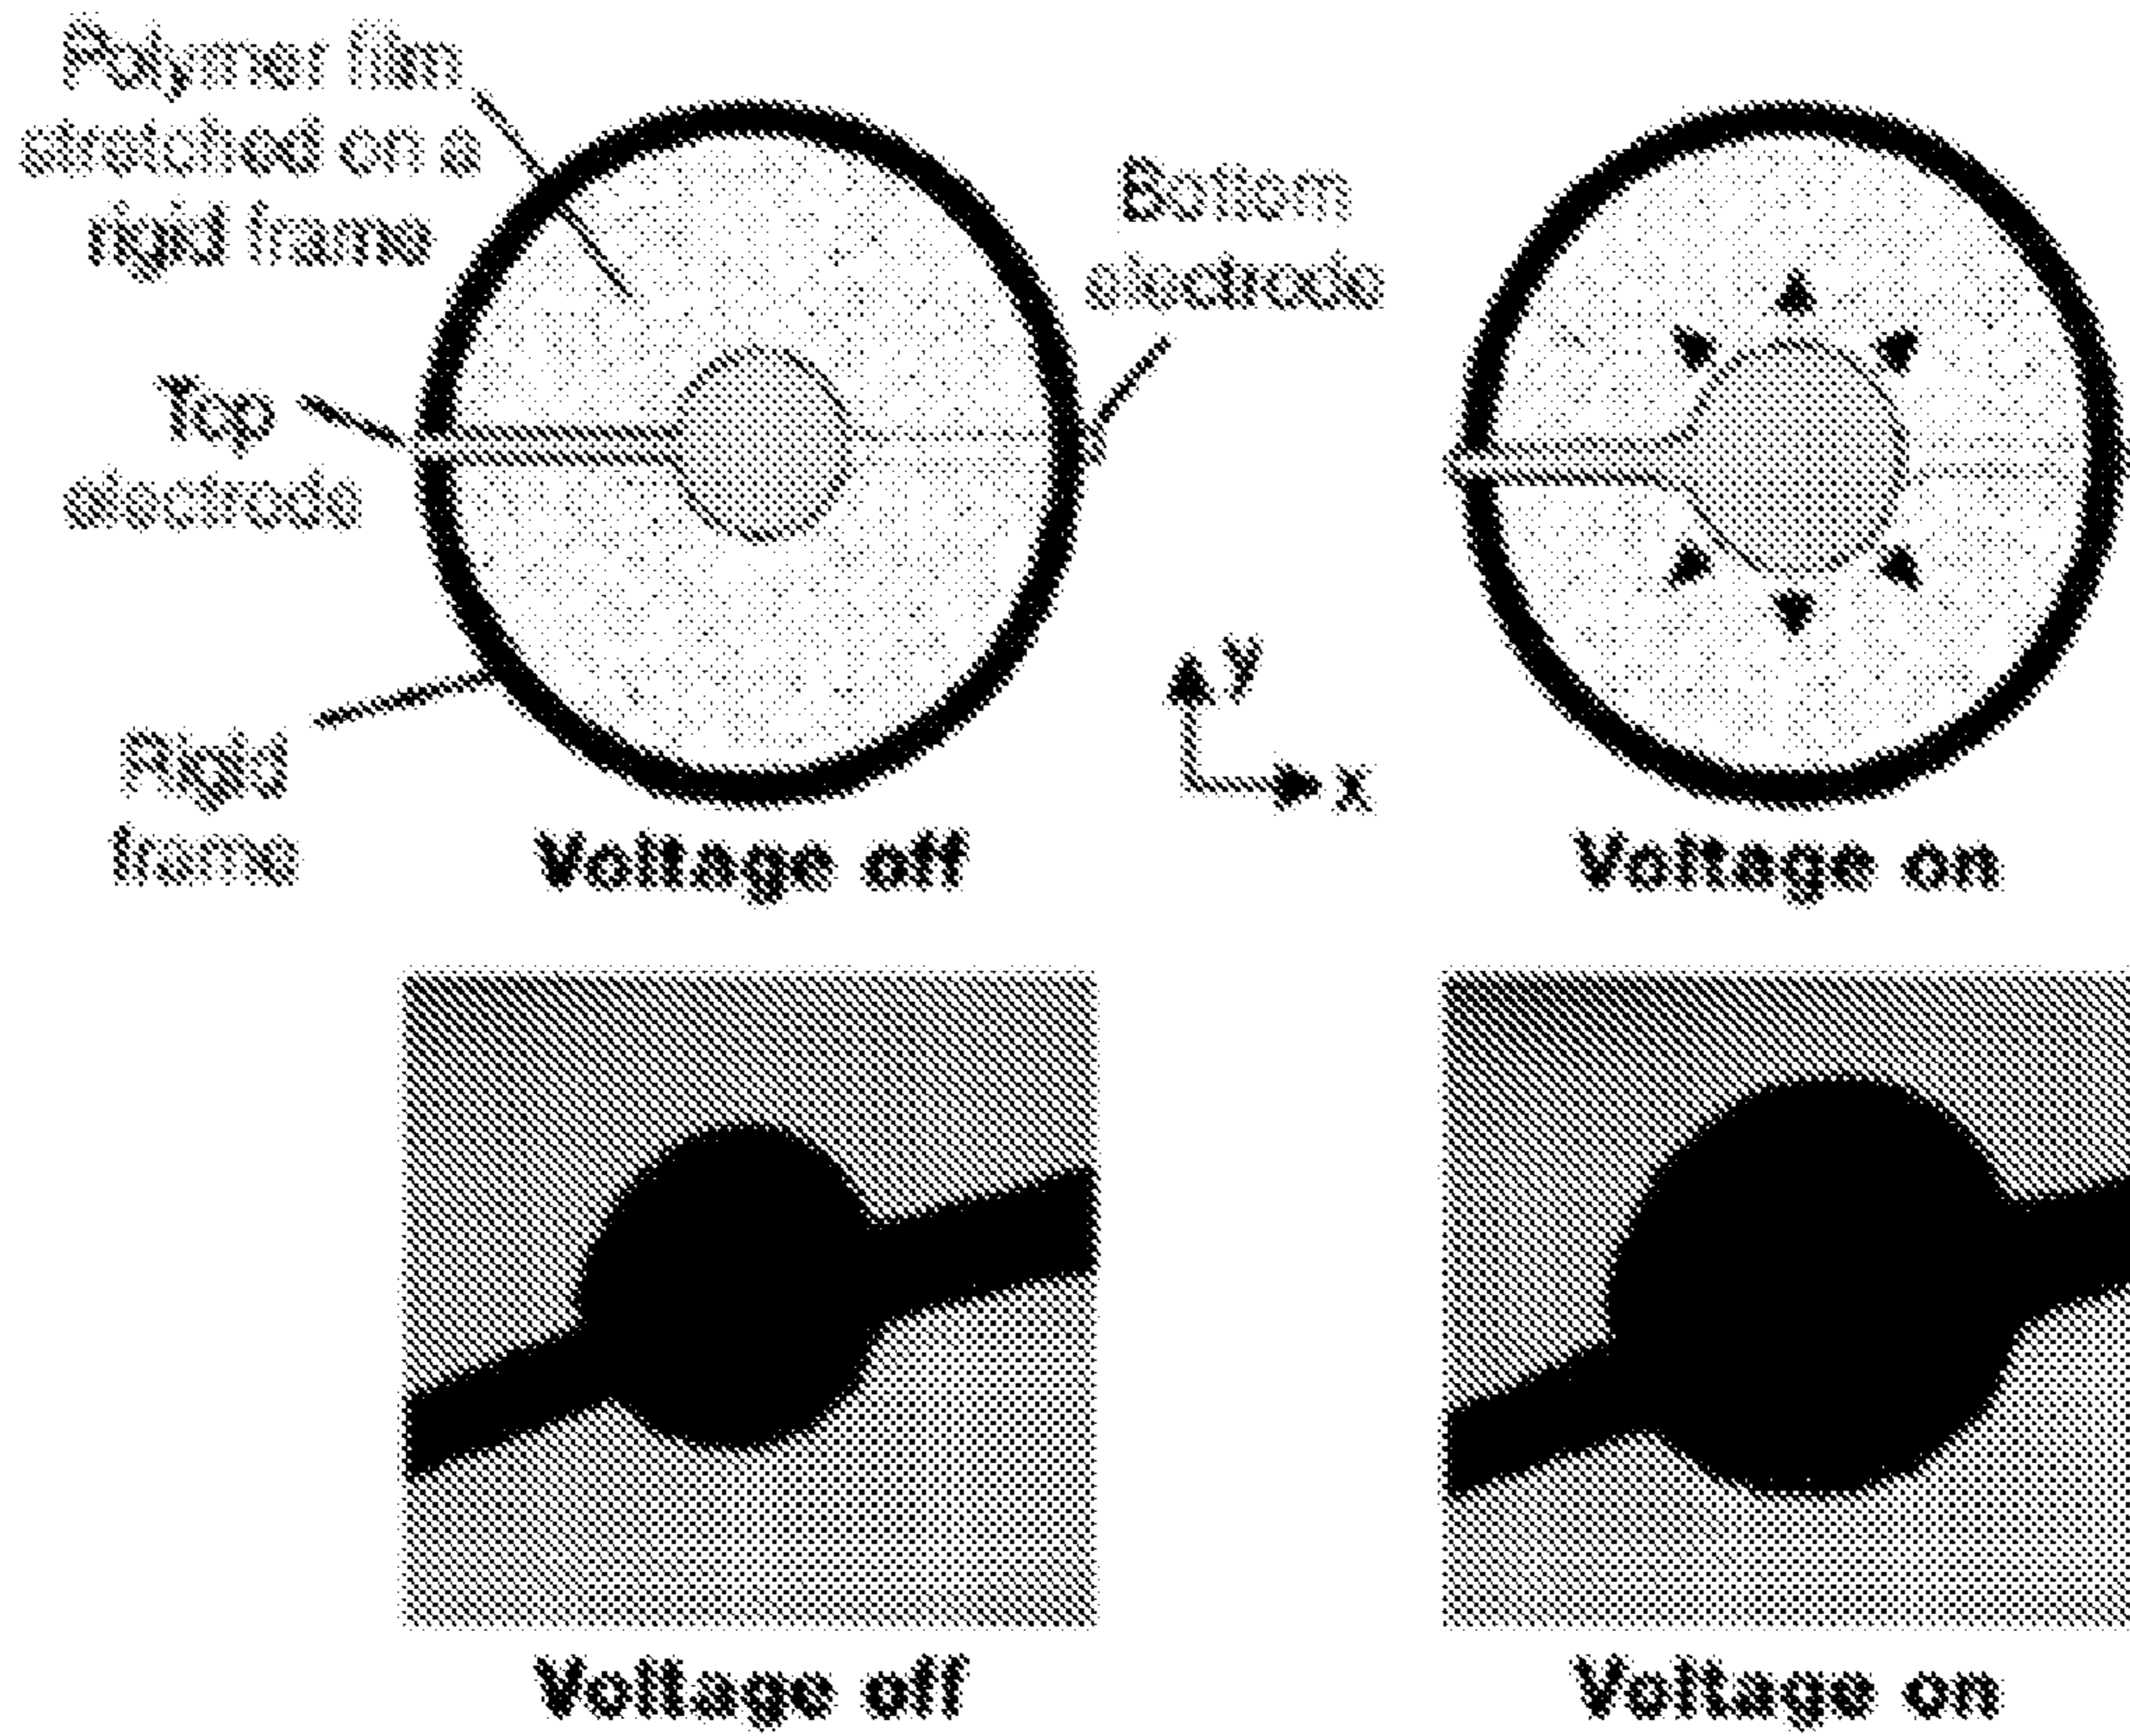 Polymer film
stretched on a
rigid frame
Top
electrode
Bottom
electrode
Rigid
frame
y
x
Voltage off
Voltage on
Voltage off
Voltage on